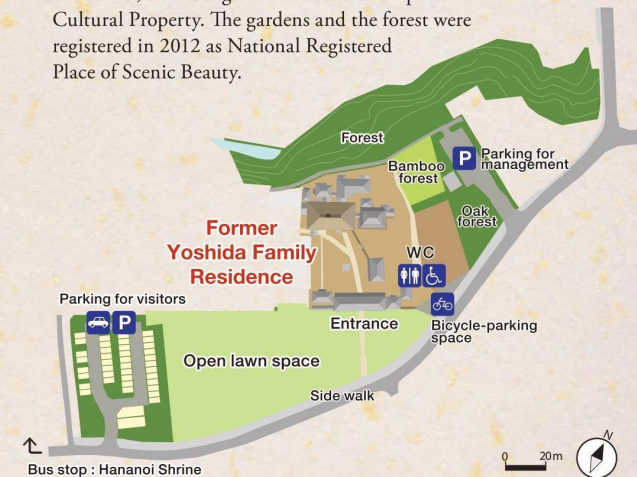 Cultural Property. The gardens and the forest were
registered in 2012 as National Registered
Place of Scenic Beauty.
Forest
Bamboo
forest
P
Parking for
management
Oak
forest
Former
Yoshida Family
Residence
WC
Parking for visitors
P
Entrance
Bicycle-parking
space
Open lawn space
Side walk
Bus stop : Hananoi Shrine
0 20m
N